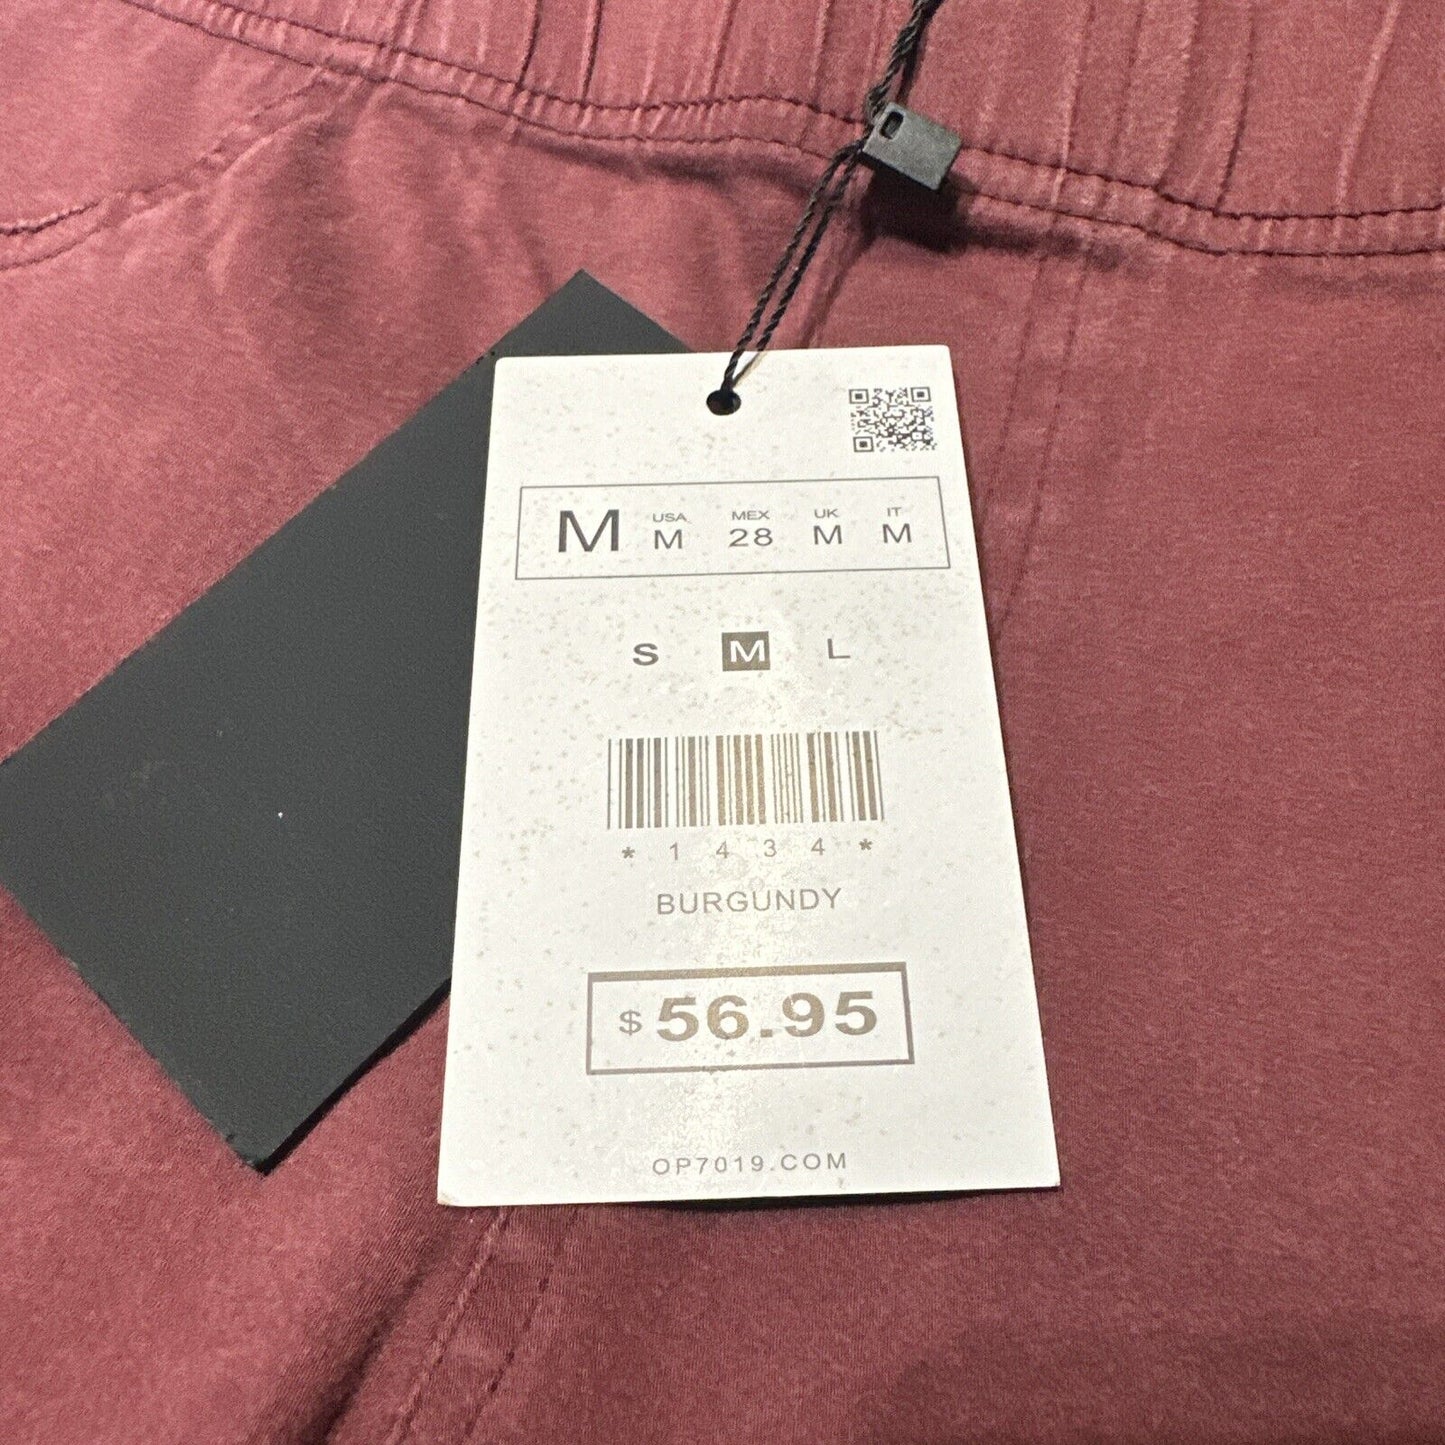 M USA M MEX 28 UK M IT M
S M L
* 1 4 3 4 *
BURGUNDY
$ 56.95
OP7019.COM